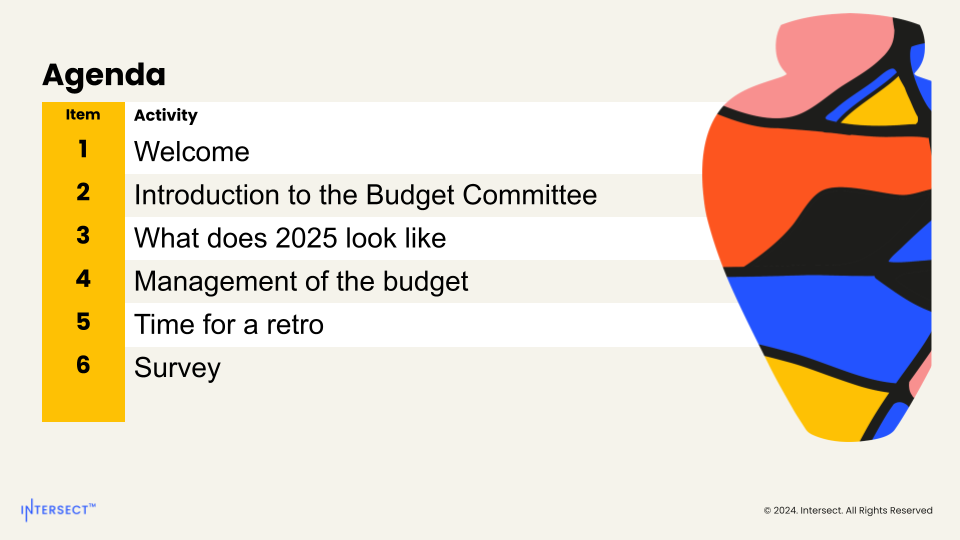 Agenda
Item Activity
1 Welcome
2 Introduction to the Budget Committee
3 What does 2025 look like
4 Management of the budget
5 Time for a retro
6 Survey
INTERSECT™
© 2024. Intersect. All Rights Reserved